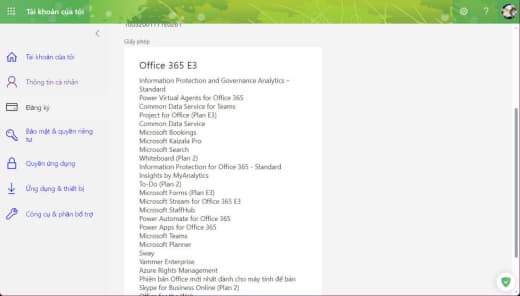 Tài khoản của tôi
?
Giấy phép
Tài khoản của tôi
Thông tin cá nhân
Đăng ký
Bảo mật & quyền riêng
tư
Quyền ứng dụng
Ứng dụng & thiết bị
Công cụ & phần bổ trợ
Office 365 E3
Information Protection and Governance Analytics –
Standard
Power Virtual Agents for Office 365
Common Data Service for Teams
Project for Office (Plan E3)
Common Data Service
Microsoft Bookings
Microsoft Kaizala Pro
Microsoft Search
Whiteboard (Plan 2)
Information Protection for Office 365 - Standard
Insights by MyAnalytics
To-Do (Plan 2)
Microsoft Forms (Plan E3)
Microsoft Stream for Office 365 E3
Microsoft StaffHub
Power Automate for Office 365
Power Apps for Office 365
Microsoft Teams
Microsoft Planner
Sway
Yammer Enterprise
Azure Rights Management
Phiên bản Office mới nhất dành cho máy tính để bàn
Skype for Business Online (Plan 2)
Office for the Web